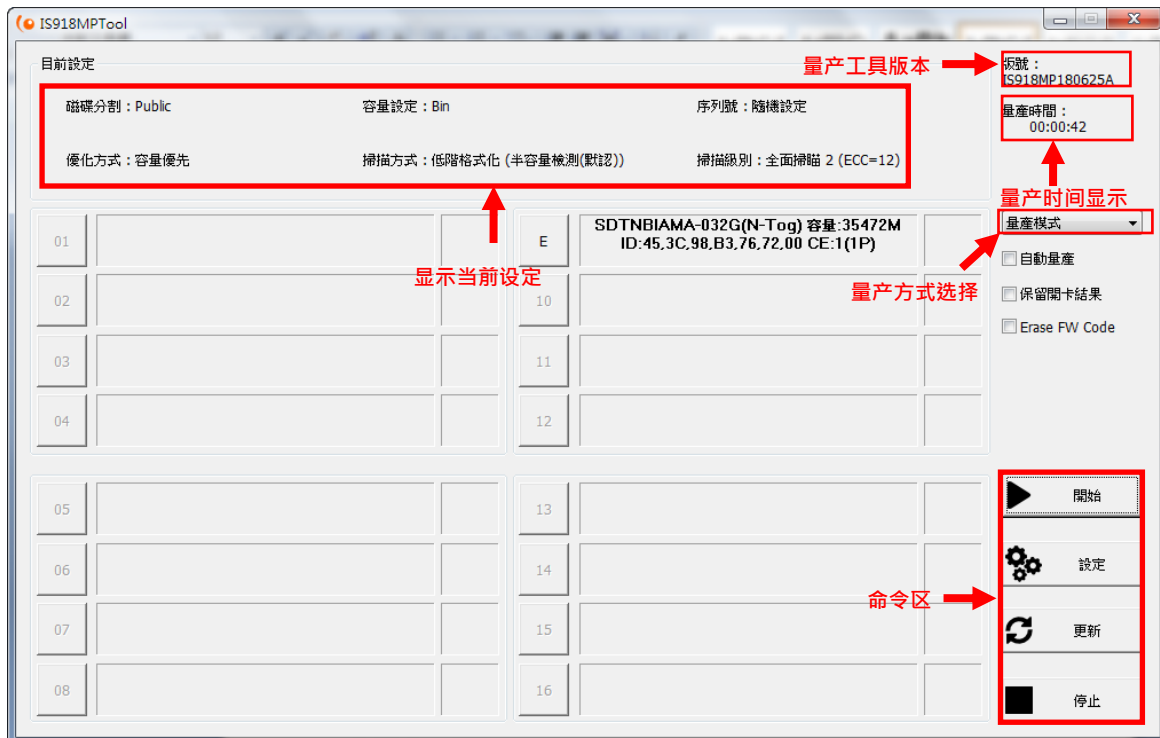 IS918MPTool
目前設定
量产工具版本
版號：
IS918MP180625A
磁碟分割：Public
容量設定：Bin
序列號：隨機設定
量產時間：
00:00:42
優化方式：容量優先
掃描方式：低階格式化 (半容量檢測(默認))
掃描級別：全面掃瞄 2 (ECC=12)
量产时间显示
01
E
SDTNBIAMA-032G(N-Tog) 容量:35472M
ID:45,3C,98,B3,76,72,00 CE:1(1P)
量產模式
显示当前设定
量产方式选择
自動量產
02
10
保留開卡結果
Erase FW Code
03
11
04
12
05
13
開始
06
14
設定
命令区
07
15
更新
08
16
停止